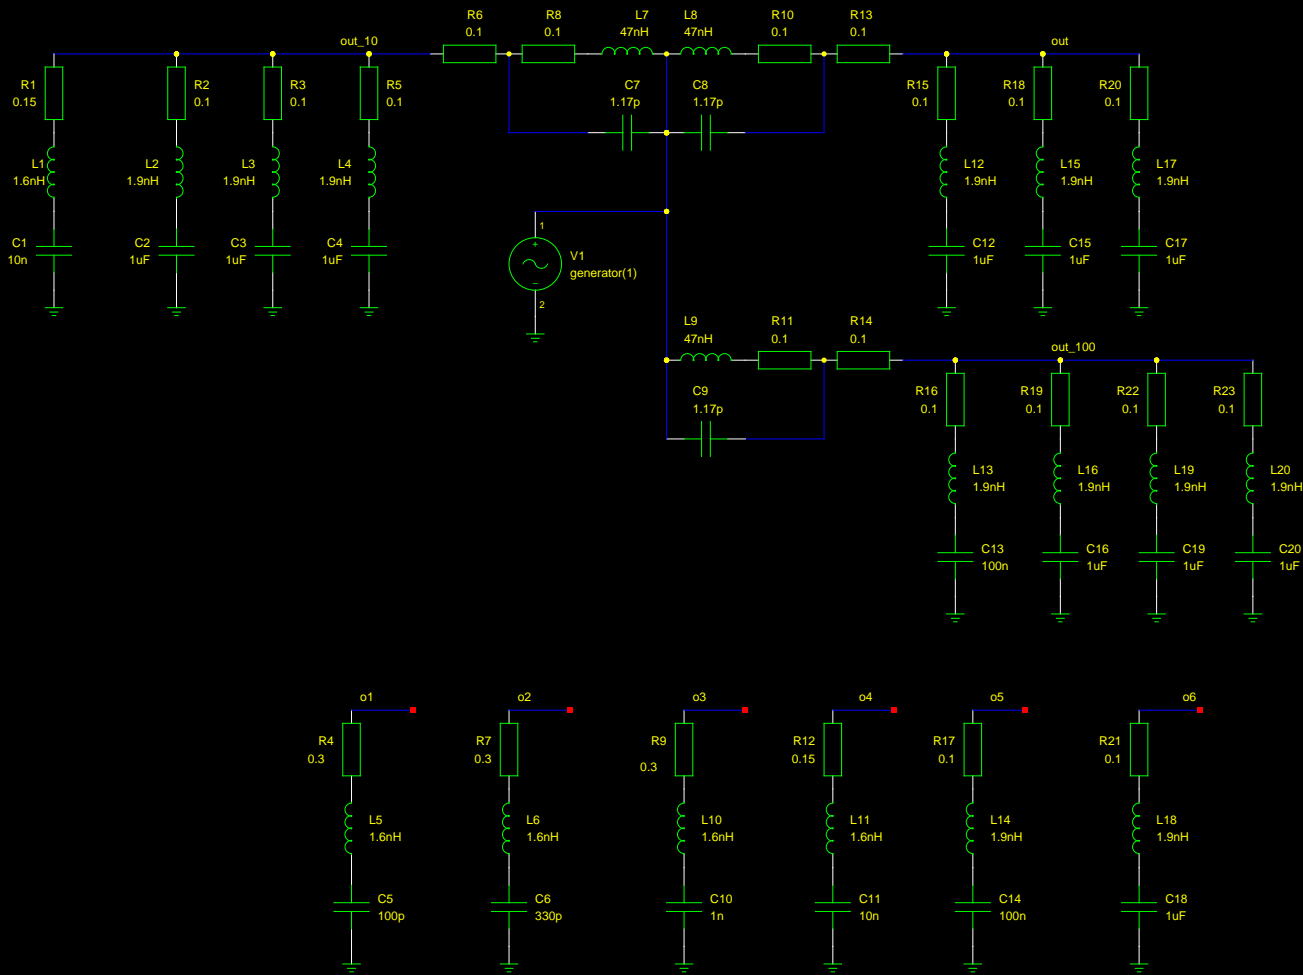 R6
0.1
R8
0.1
L7
47nH
L8
47nH
R10
0.1
R13
0.1
out_10
out
R1
0.15
R2
0.1
R3
0.1
R5
0.1
C7
1.17p
C8
1.17p
R15
0.1
R18
0.1
R20
0.1
L1
1.6nH
L2
1.9nH
L3
1.9nH
L4
1.9nH
L12
1.9nH
L15
1.9nH
L17
1.9nH
C1
10n
C2
1uF
C3
1uF
C4
1uF
1
+
V1
generator(1)
−
2
C12
1uF
C15
1uF
C17
1uF
L9
47nH
R11
0.1
R14
0.1
out_100
C9
1.17p
R16
0.1
R19
0.1
R22
0.1
R23
0.1
L13
1.9nH
L16
1.9nH
L19
1.9nH
L20
1.9nH
C13
100n
C16
1uF
C19
1uF
C20
1uF
o1
o2
o3
o4
o5
o6
R4
0.3
R7
0.3
R9
0.3
R12
0.15
R17
0.1
R21
0.1
L5
1.6nH
L6
1.6nH
L10
1.6nH
L11
1.6nH
L14
1.9nH
L18
1.9nH
C5
100p
C6
330p
C10
1n
C11
10n
C14
100n
C18
1uF